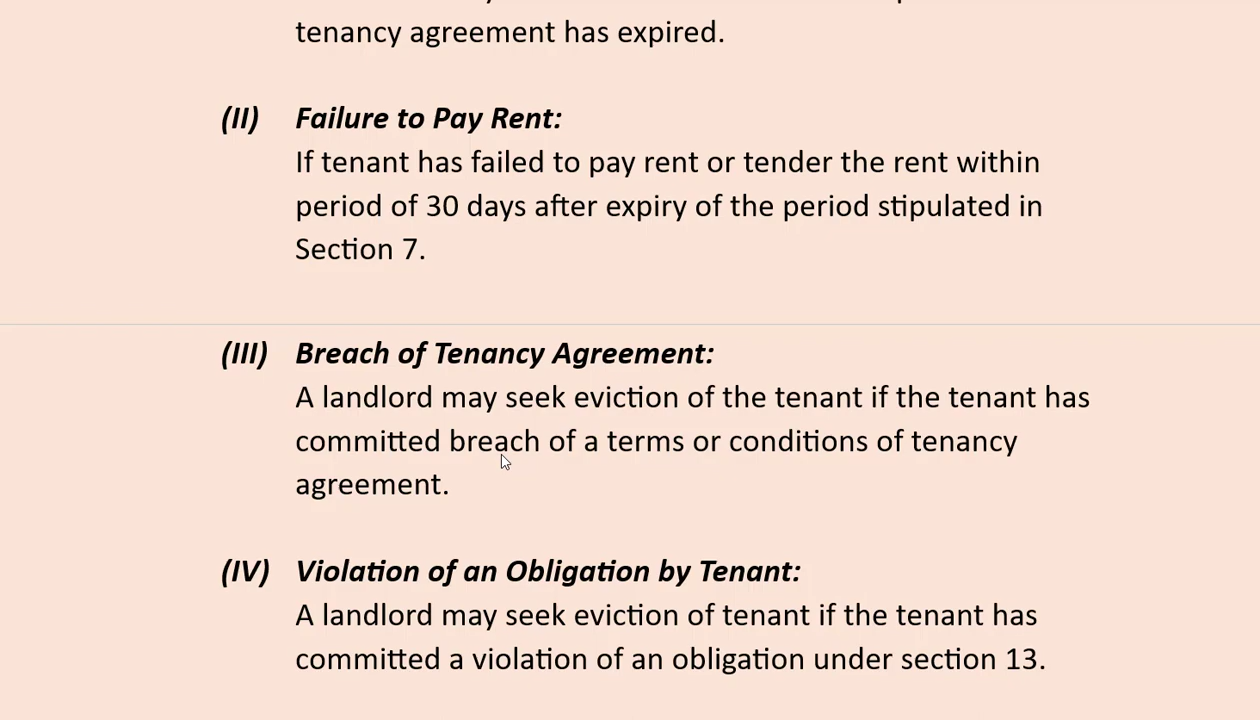 tenancy agreement has expired.
(II) Failure to Pay Rent:
If tenant has failed to pay rent or tender the rent within
period of 30 days after expiry of the period stipulated in
Section 7.
(III) Breach of Tenancy Agreement:
A landlord may seek eviction of the tenant if the tenant has
committed breach of a terms or conditions of tenancy
agreement.
(IV) Violation of an Obligation by Tenant:
A landlord may seek eviction of tenant if the tenant has
committed a violation of an obligation under section 13.